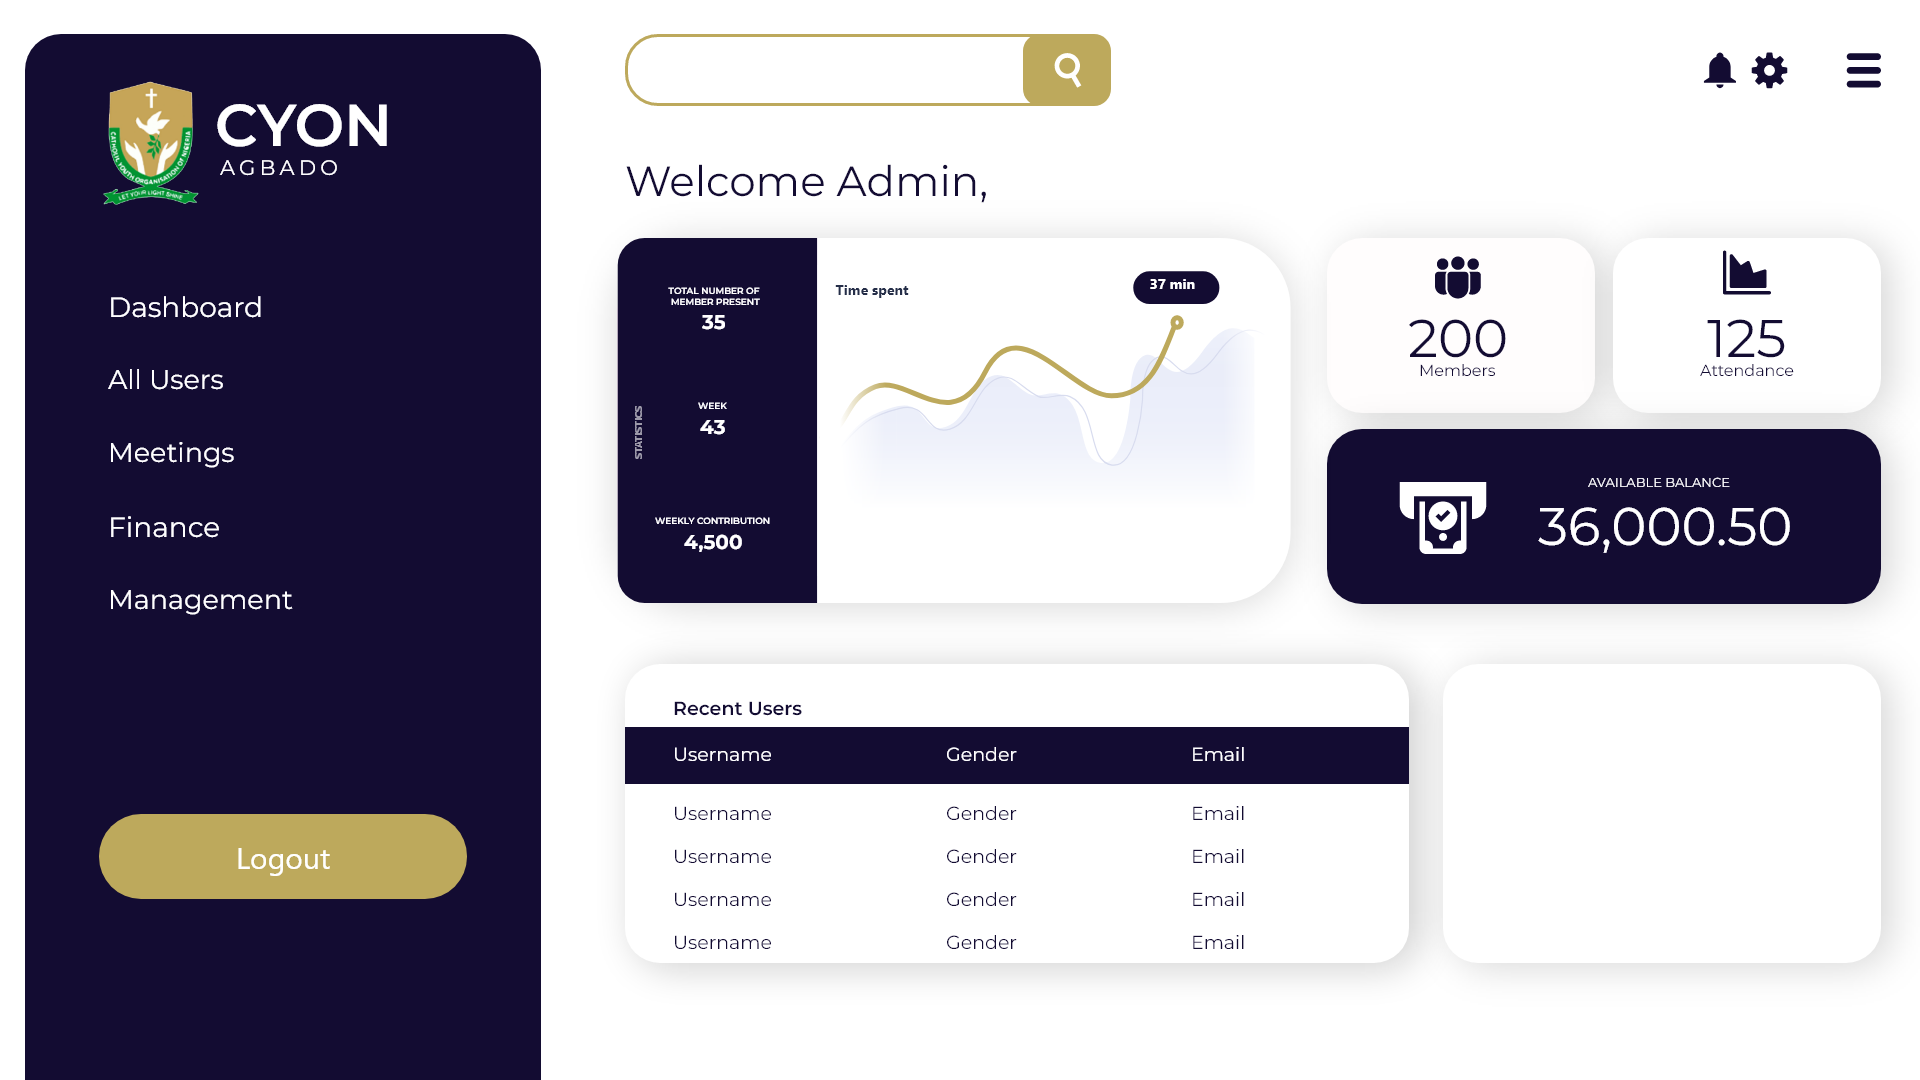 CATHOLIC YOUTH ORGANISATION OF NIGERIA
LET YOUR LIGHT SHINE
CYON
AGBADO
Dashboard
All Users
Meetings
Finance
Management
Logout
Welcome Admin,
STATISTICS
TOTAL NUMBER OF
MEMBER PRESENT
35
WEEK
43
WEEKLY CONTRIBUTION
4,500
Time spent
37 min
200
Members
125
Attendance
AVAILABLE BALANCE
36,000.50
Recent Users
Username Gender Email
Username Gender Email
Username Gender Email
Username Gender Email
Username Gender Email